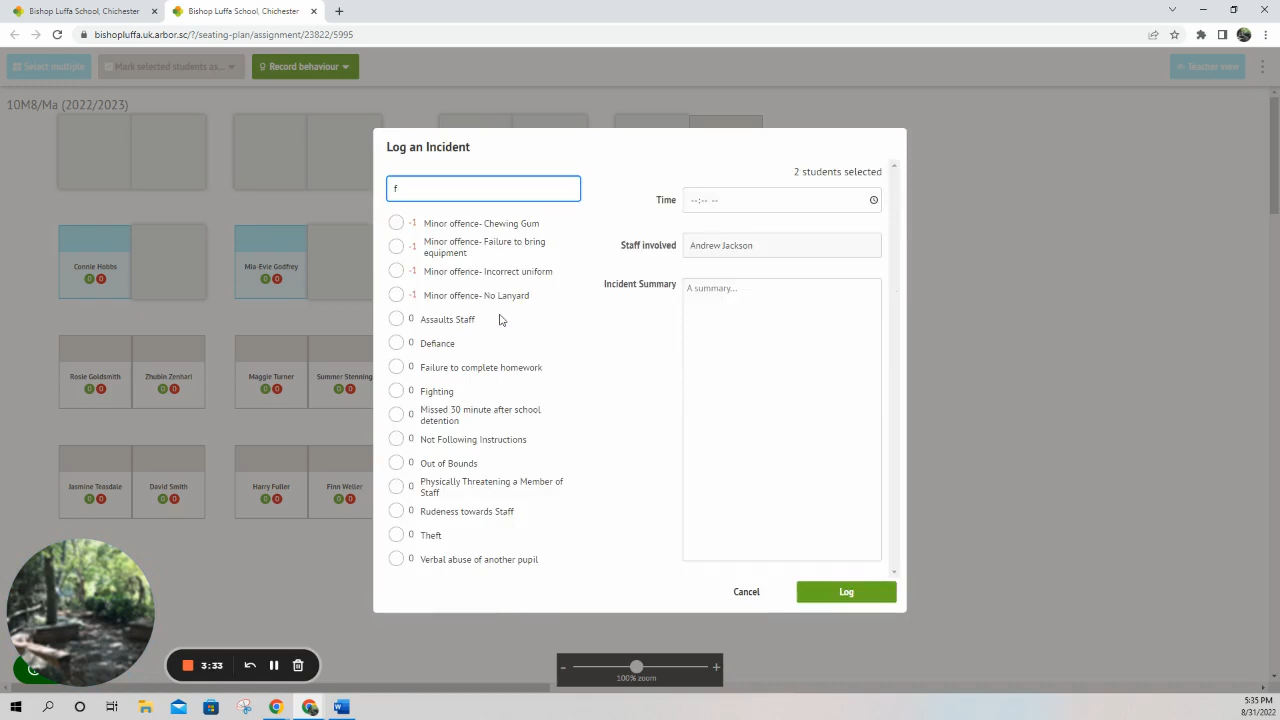 Bishop Luffa School, Chichester
Bishop Luffa School, Chichester
bishopluffa.uk.arbor.sc/?/seating-plan/assignment/23822/5995
Select multiple
Mark selected students as...
Record behaviour
Teacher view
10M8/Ma (2022/2023)
Log an Incident
2 students selected
f
Time
--:-- --
-1 Minor offence- Chewing Gum
-1 Minor offence- Failure to bring
equipment
-1 Minor offence- Incorrect uniform
-1 Minor offence- No Lanyard
0 Assaults Staff
0 Defiance
0 Failure to complete homework
0 Fighting
0 Missed 30 minute after school
detention
0 Not Following Instructions
0 Out of Bounds
0 Physically Threatening a Member of
Staff
0 Rudeness towards Staff
0 Theft
0 Verbal abuse of another pupil
Staff involved
Andrew Jackson
Incident Summary
A summary...
Cancel
Log
Connie Hobbs
0 0
Mia-Evie Godfrey
0 0
Rosie Goldsmith
0 0
Zhubin Zenhari
0 0
Maggie Turner
0 0
Summer Stenning
0 0
Jasmine Teasdale
0 0
David Smith
0 0
Harry Fuller
0 0
Finn Weller
0 0
3:33
- +
100% zoom
5:35 PM
8/31/2022